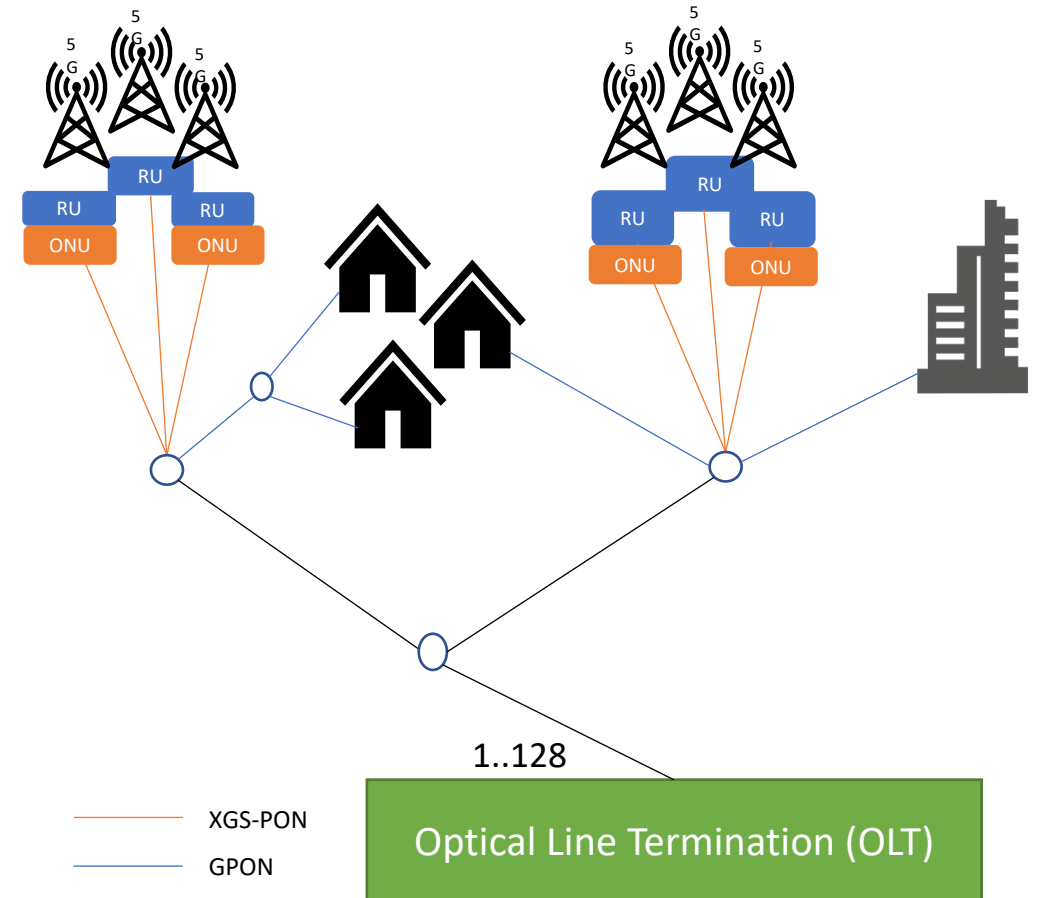 5
G
5
G
5
G
5
G
5
G
5
G
RU
RU
RU
ONU
ONU
RU
RU
RU
ONU
ONU
1..128
Optical Line Termination (OLT)
XGS-PON
GPON